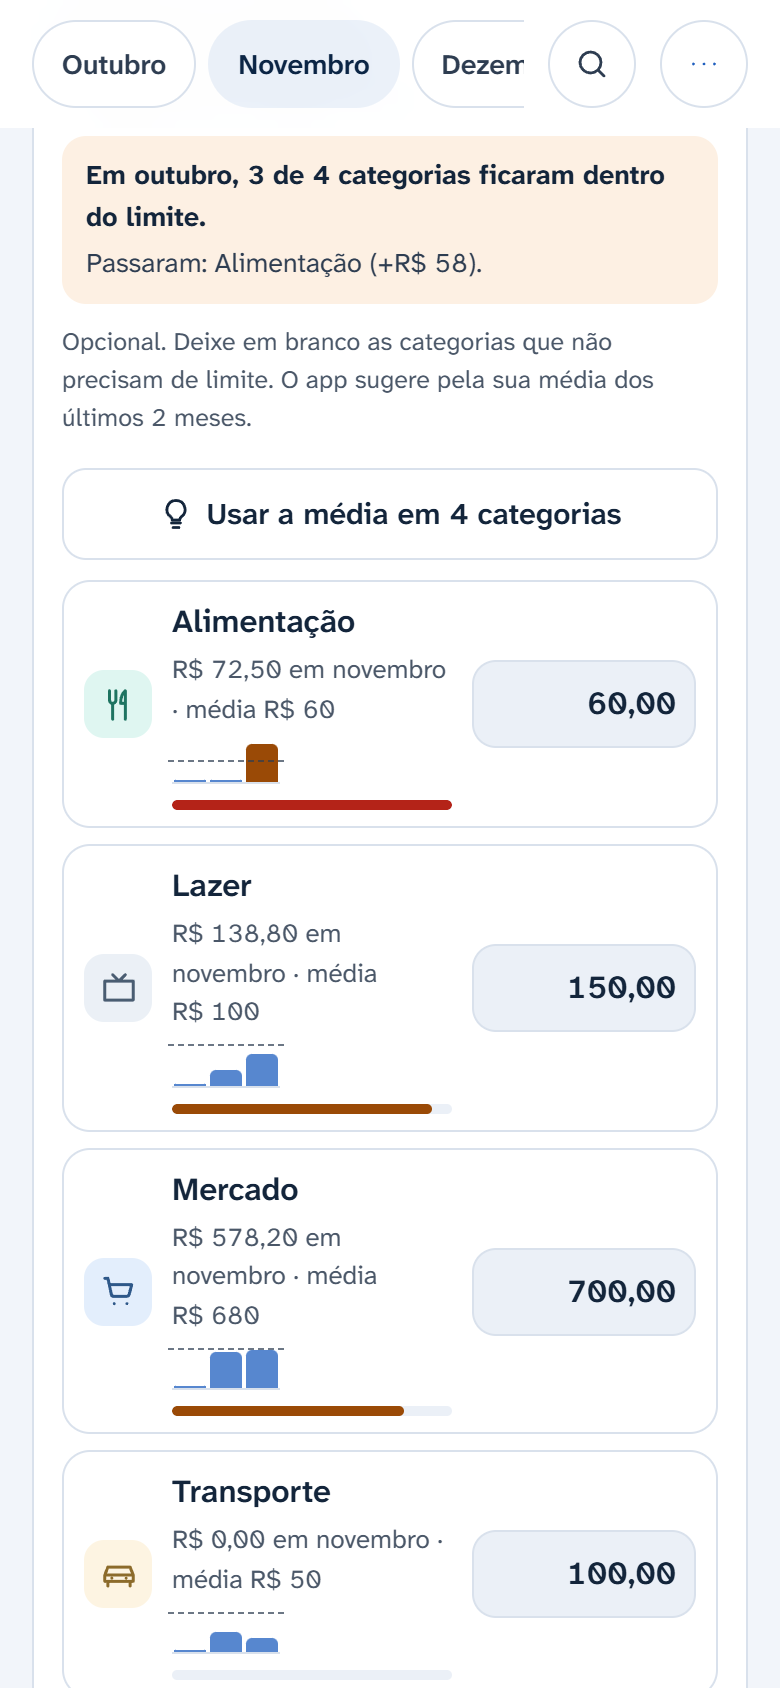 Outubro
Novembro
Dezem
...
Em outubro, 3 de 4 categorias ficaram dentro
do limite.
Passaram: Alimentação (+R$ 58).
Opcional. Deixe em branco as categorias que não
precisam de limite. O app sugere pela sua média dos
últimos 2 meses.
Usar a média em 4 categorias
Alimentação
R$ 72,50 em novembro
· média R$ 60
60,00
Lazer
R$ 138,80 em
novembro · média
R$ 100
150,00
Mercado
R$ 578,20 em
novembro · média
R$ 680
700,00
Transporte
R$ 0,00 em novembro ·
média R$ 50
100,00